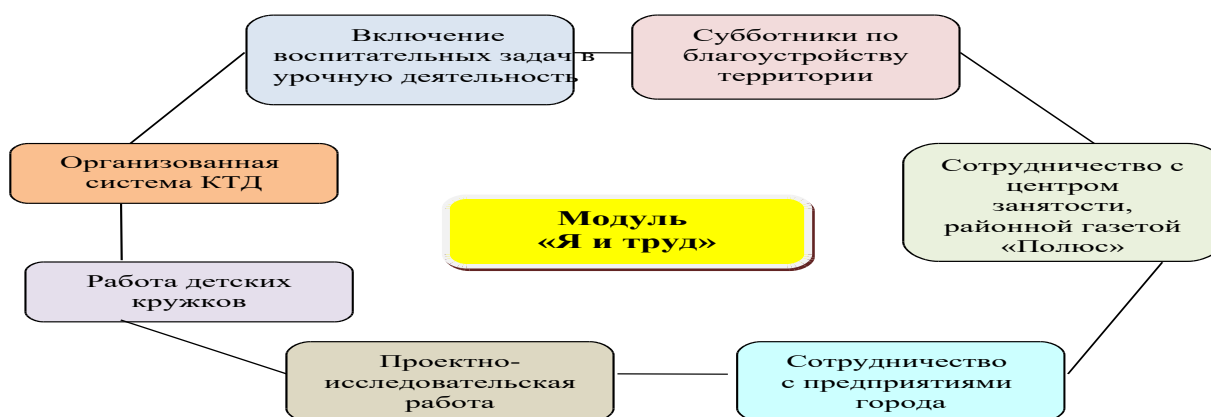 Включение
воспитательных задач в
урочную деятельность
Субботники по
благоустройству
территории
Организованная
система КТД
Сотрудничество с
центром
занятости,
районной газетой
«Полюс»
Модуль
«Я и труд»
Работа детских
кружков
Проектно-
исследовательская
работа
Сотрудничество
с предприятиями
города